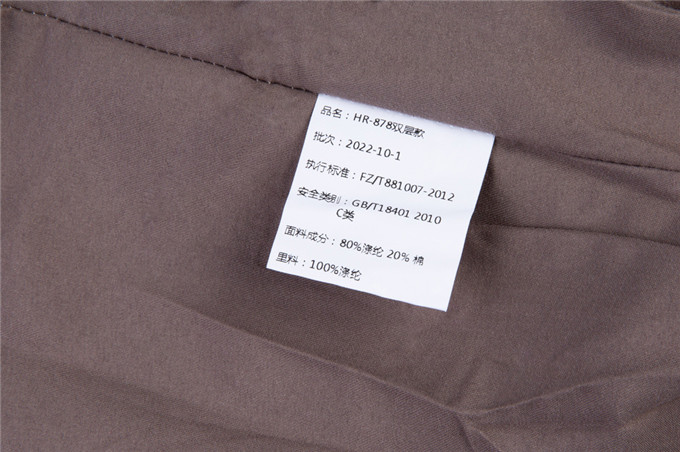 品名：HR-878双层款
批次：2022-10-1
执行标准：FZ/T881007-2012
安全类别：GB/T18401 2010
C类
面料成分：80%涤纶 20% 棉
里料：100%涤纶